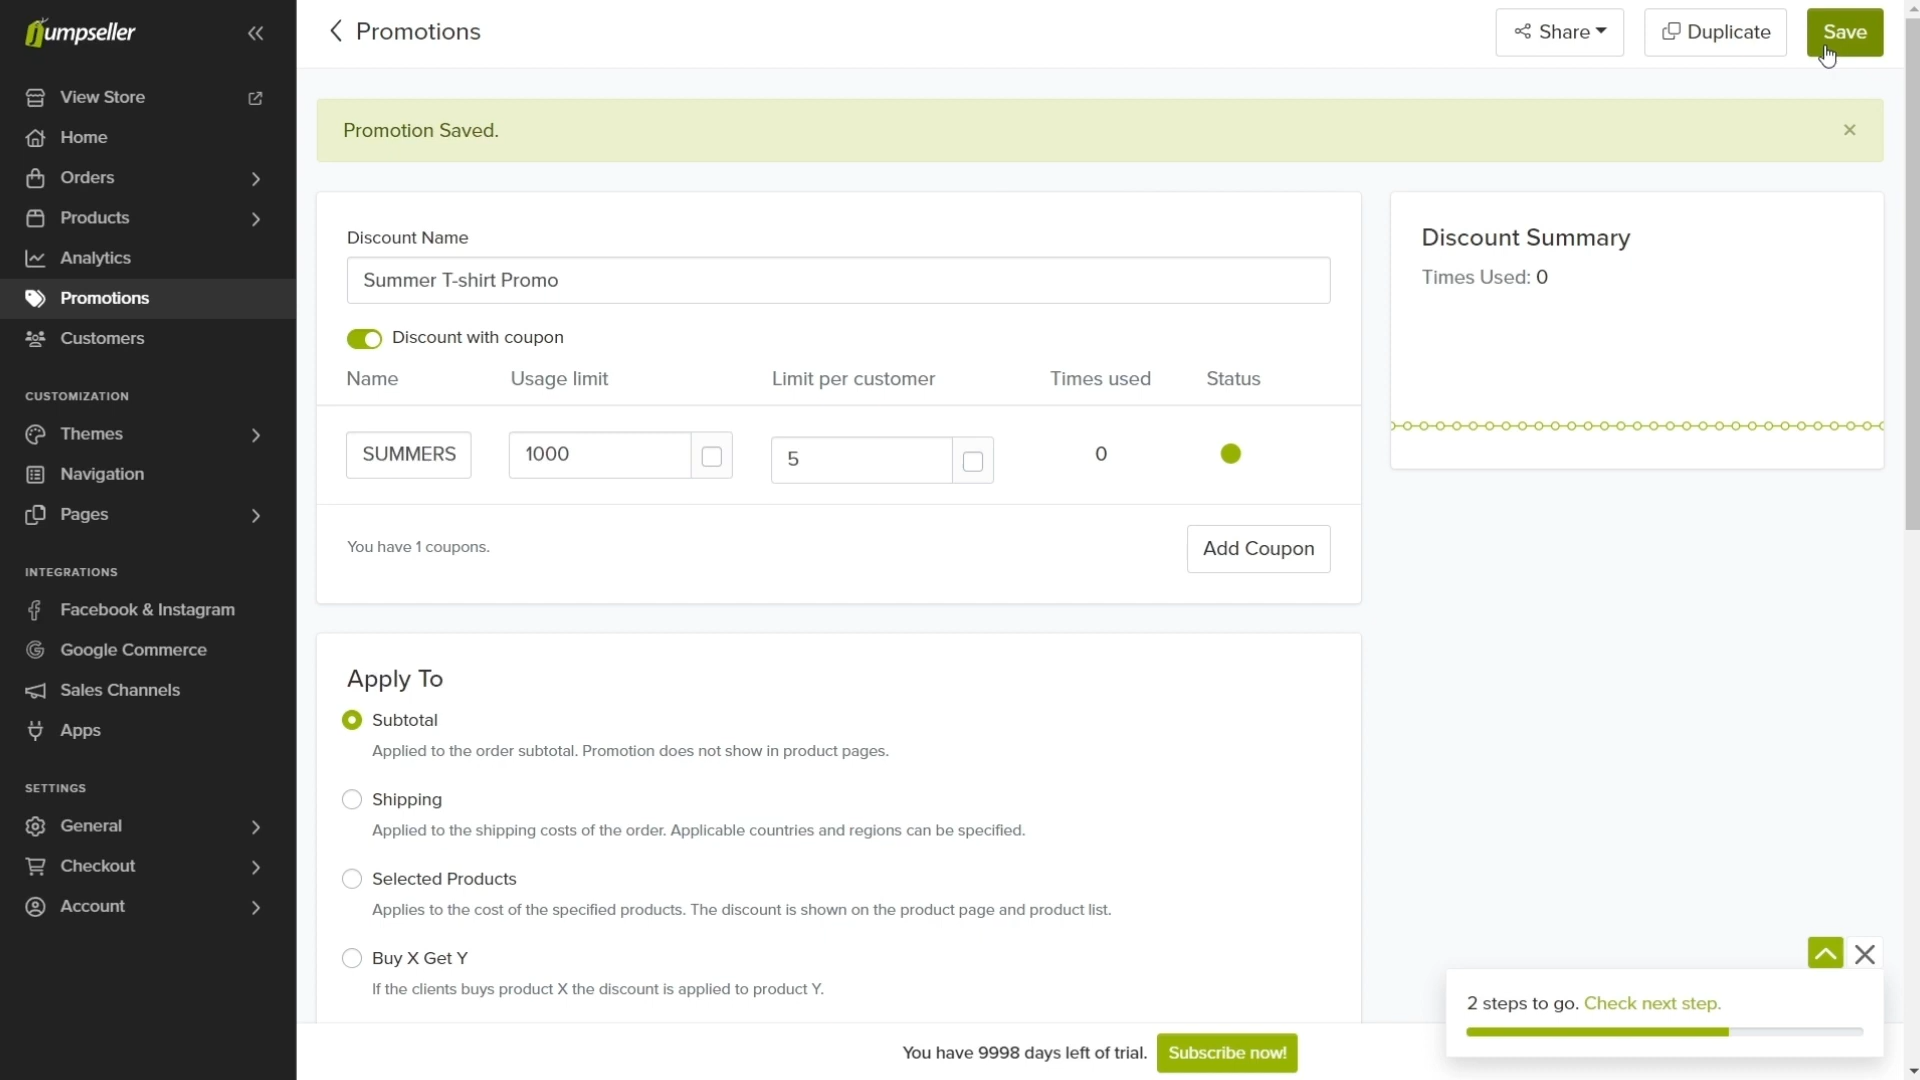 Jumpseller
Promotions
Share
Duplicate
Save
View Store
Home
Orders
Products
Analytics
Promotions
Customers
CUSTOMIZATION
Themes
Navigation
Pages
INTEGRATIONS
Facebook & Instagram
Google Commerce
Sales Channels
Apps
SETTINGS
General
Checkout
Account
Promotion Saved.
Discount Name
Summer T-shirt Promo
Discount with coupon
Name Usage limit Limit per customer Times used Status
SUMMERS 1000 5 0
You have 1 coupons.
Add Coupon
Discount Summary
Times Used: 0
Apply To
Subtotal
Applied to the order subtotal. Promotion does not show in product pages.
Shipping
Applied to the shipping costs of the order. Applicable countries and regions can be specified.
Selected Products
Applies to the cost of the specified products. The discount is shown on the product page and product list.
Buy X Get Y
If the clients buys product X the discount is applied to product Y.
2 steps to go. Check next step.
You have 9998 days left of trial. Subscribe now!